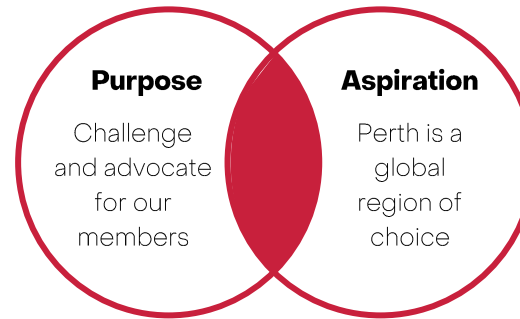 Purpose
Challenge
and advocate
for our
members
Aspiration
Perth is a
global
region of
choice